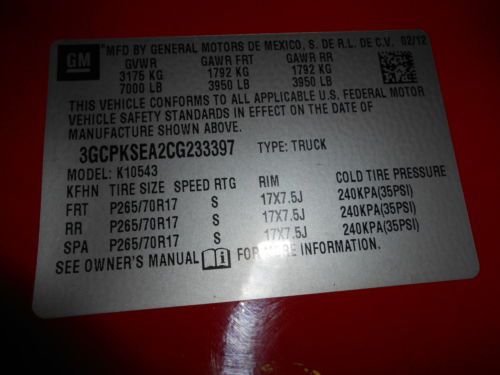 GM
MFD BY GENERAL MOTORS DE MEXICO, S. DE R.L. DE C.V. 02/12
GVWR GAWR FRT GAWR RR
3175 KG 1792 KG 1792 KG
7000 LB 3950 LB 3950 LB
THIS VEHICLE CONFORMS TO ALL APPLICABLE U.S. FEDERAL MOTOR
VEHICLE SAFETY STANDARDS IN EFFECT ON THE DATE OF
MANUFACTURE SHOWN ABOVE.
3GCPKSEA2CG233397 TYPE: TRUCK
MODEL: K10543
KFHN TIRE SIZE SPEED RTG RIM COLD TIRE PRESSURE
FRT P265/70R17 S 17X7.5J 240KPA(35PSI)
RR P265/70R17 S 17X7.5J 240KPA(35PSI)
SPA P265/70R17 S 17X7.5J 240KPA(35PSI)
SEE OWNER'S MANUAL FOR MORE INFORMATION.